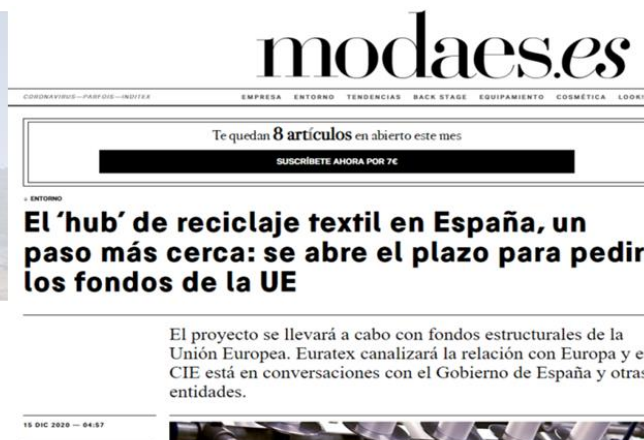 modaes.es
CORONAVIRUS—PARFOIS—INDITEX
EMPRESA ENTORNO TENDENCIAS BACK STAGE EQUIPAMIENTO COSMÉTICA LOOK
Te quedan 8 artículos en abierto este mes
SUSCRÍBETE AHORA POR 7€
ENTORNO
El ‘hub’ de reciclaje textil en España, un
paso más cerca: se abre el plazo para pedir
los fondos de la UE
El proyecto se llevará a cabo con fondos estructurales de la
Unión Europea. Euratex canalizará la relación con Europa y e
CIE está en conversaciones con el Gobierno de España y otras
entidades.
15 DIC 2020 — 04:57